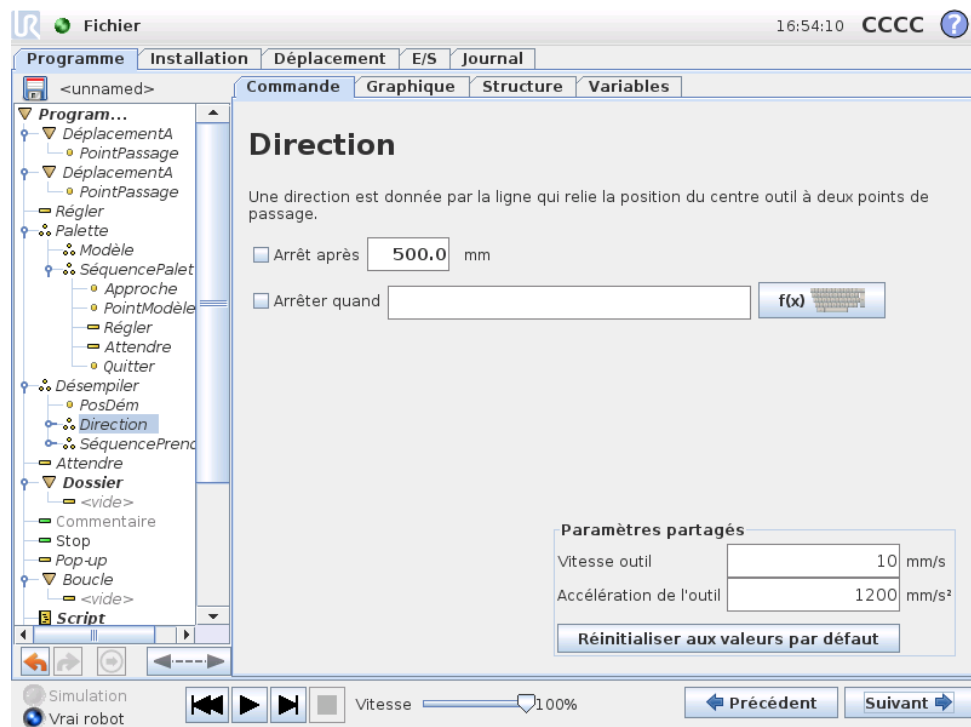 UR Fichier 16:54:10 CCCC ?
Programme Installation Déplacement E/S Journal
<unnamed>
Commande Graphique Structure Variables
Program...
DéplacementA
PointPassage
DéplacementA
PointPassage
Régler
Palette
Modèle
SéquencePalet
Approche
PointModèle
Régler
Attendre
Quitter
Désempiler
PosDém
Direction
SéquencePrend
Attendre
Dossier
<vide>
Commentaire
Stop
Pop-up
Boucle
<vide>
Script
Direction
Une direction est donnée par la ligne qui relie la position du centre outil à deux points de
passage.
Arrêt après 500.0 mm
Arrêter quand f(x)
Paramètres partagés
Vitesse outil 10 mm/s
Accélération de l'outil 1200 mm/s²
Réinitialiser aux valeurs par défaut
Simulation
Vrai robot
Vitesse 100%
Précédent Suivant